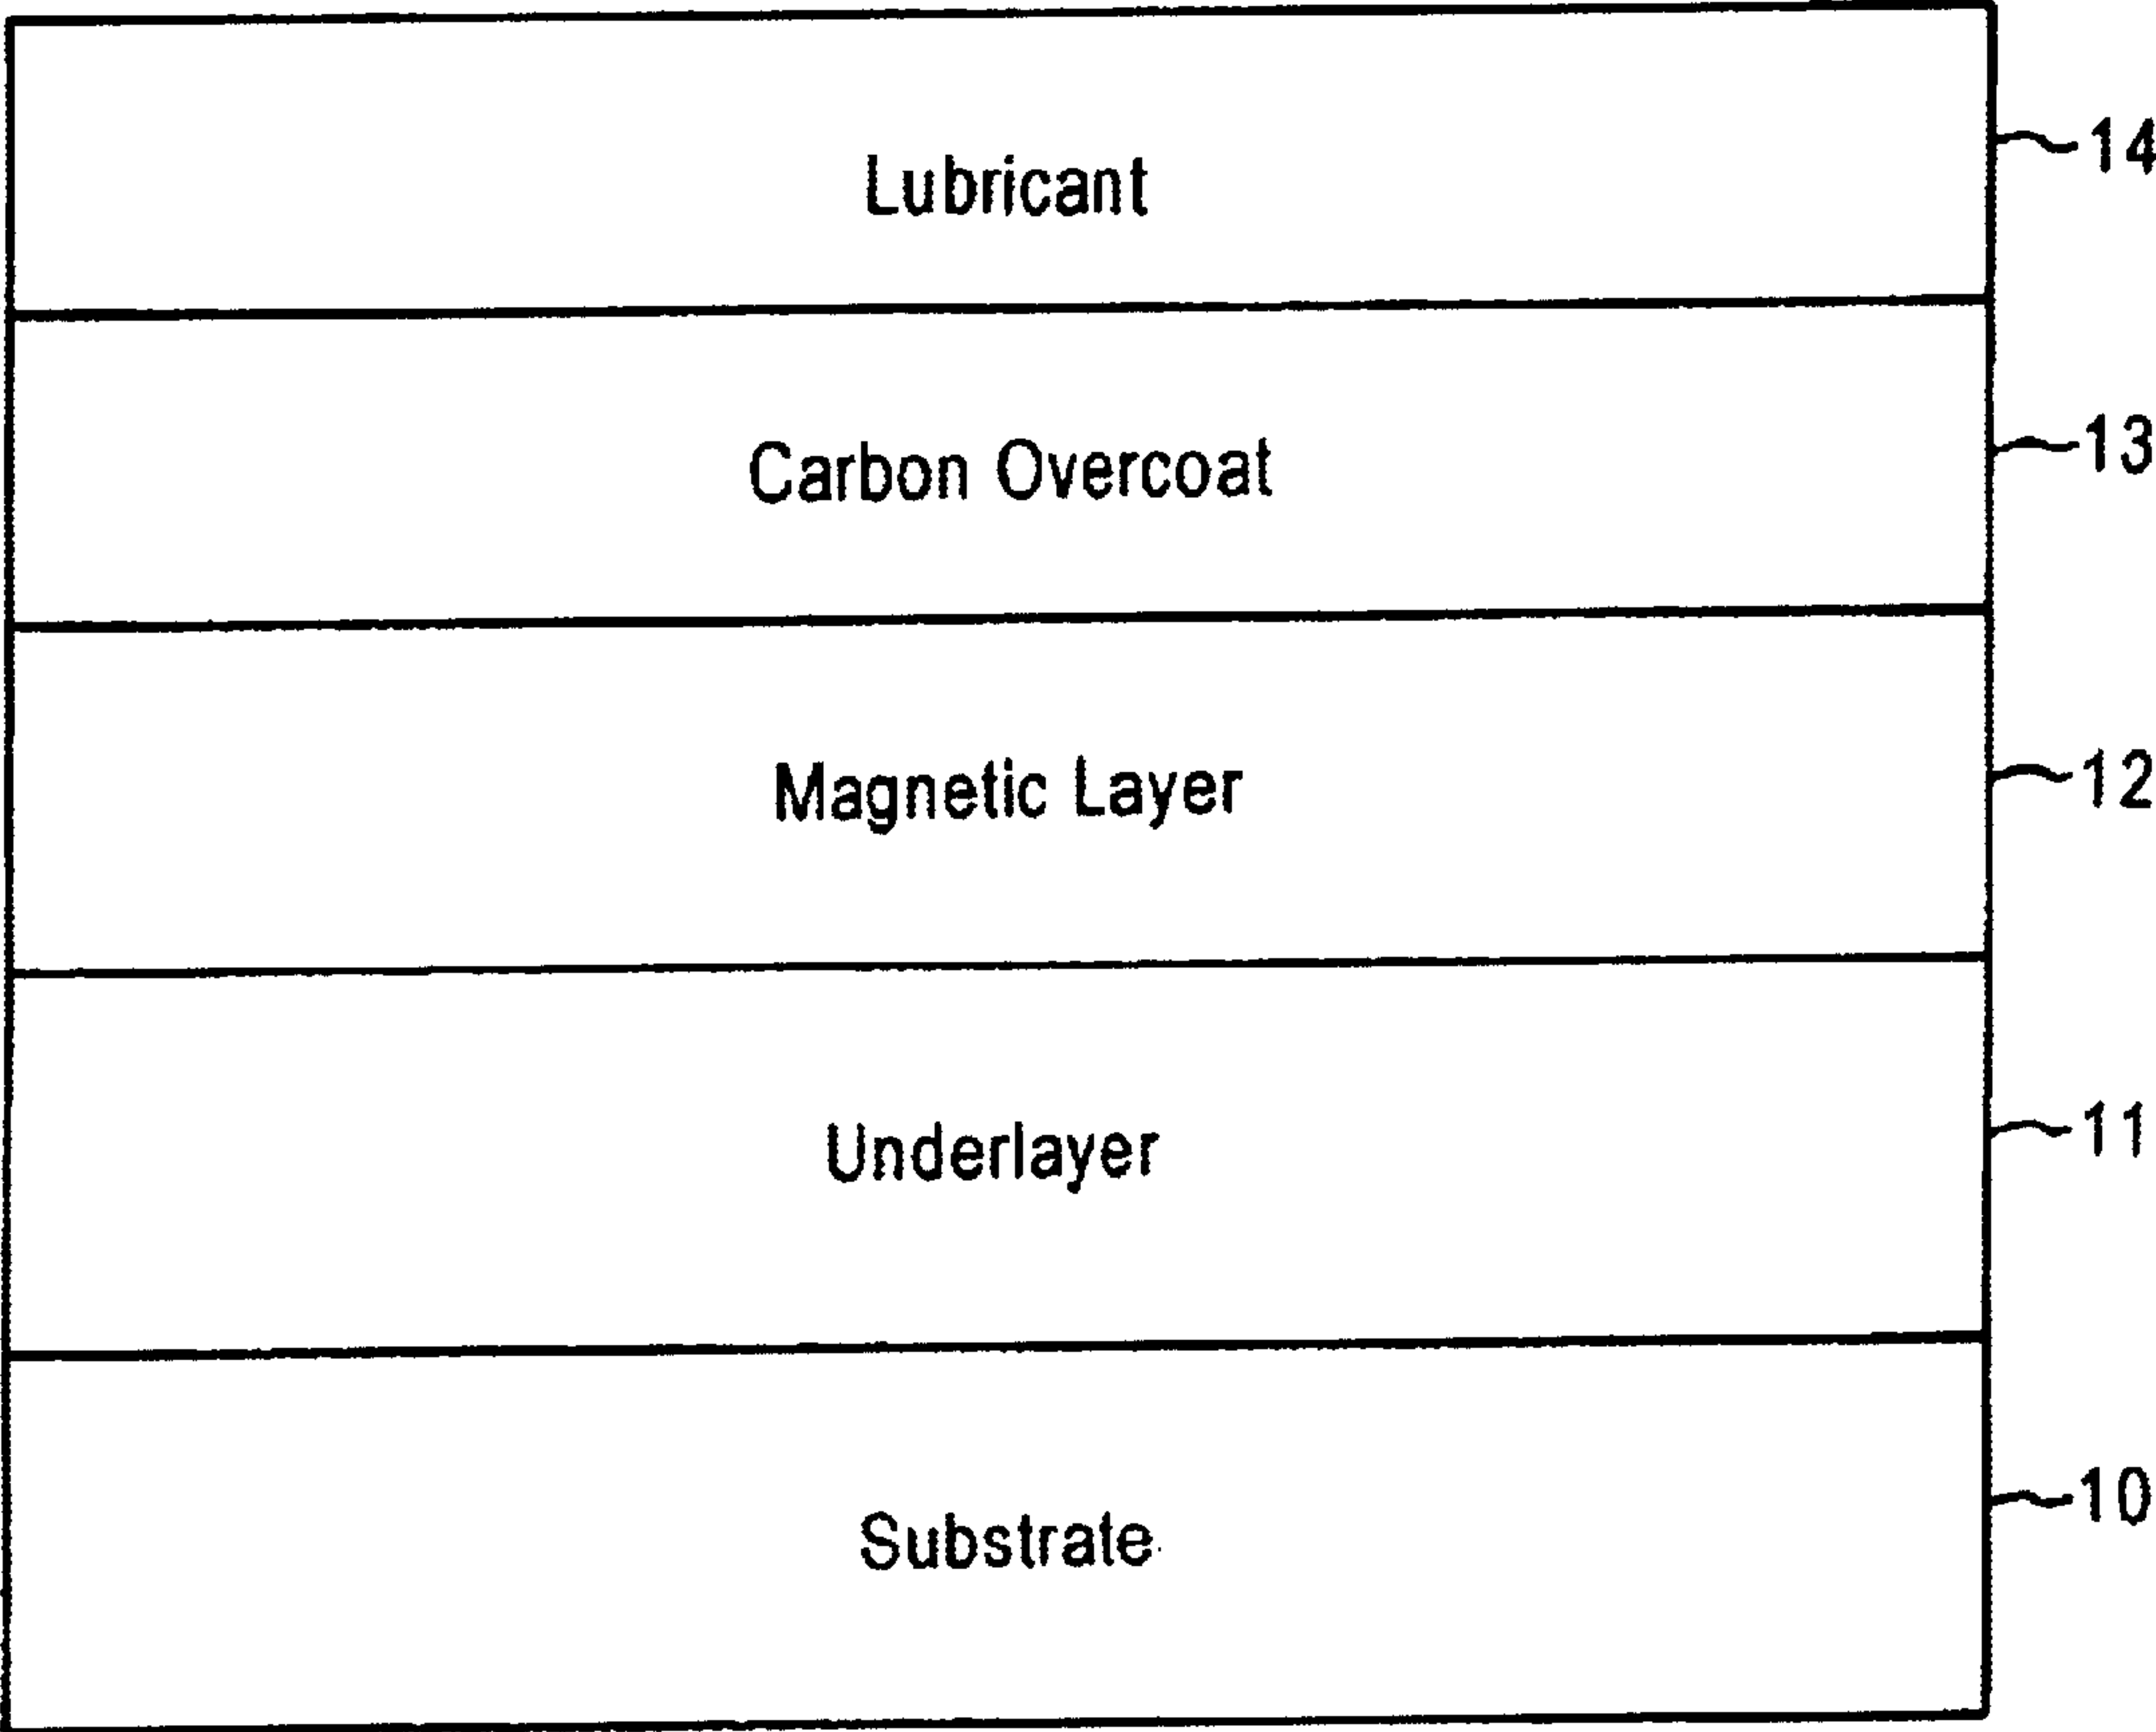 Lubricant
14
Carbon Overcoat
13
Magnetic Layer
12
Underlayer
11
Substrate
10